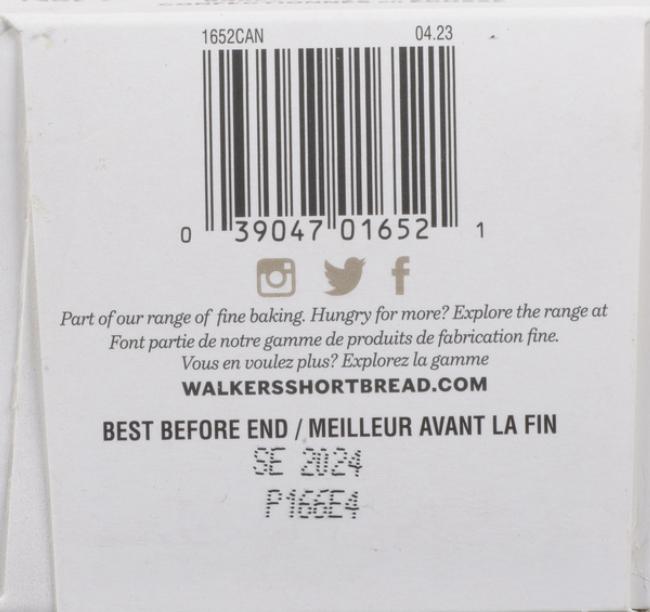 1652CAN 04.23
0 39047 01652 1
Part of our range of fine baking. Hungry for more? Explore the range at
Font partie de notre gamme de produits de fabrication fine.
Vous en voulez plus? Explorez la gamme
WALKERSSHORTBREAD.COM
BEST BEFORE END / MEILLEUR AVANT LA FIN
SE 2024
P166E4